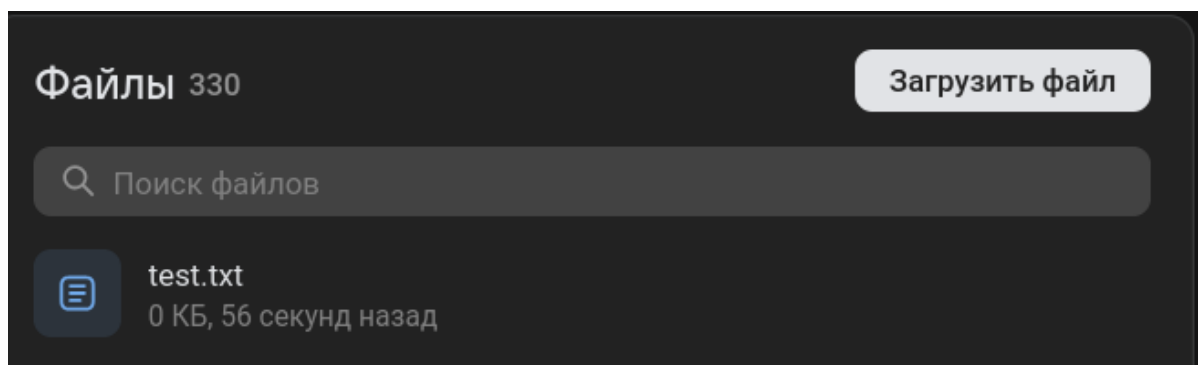 Файлы 330
Загрузить файл
Поиск файлов
test.txt
0 КБ, 56 секунд назад